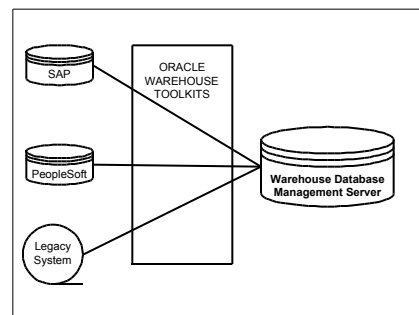 SAP
ORACLE
WAREHOUSE
TOOLKITS
PeopleSoft
Warehouse Database
Management Server
Legacy
System